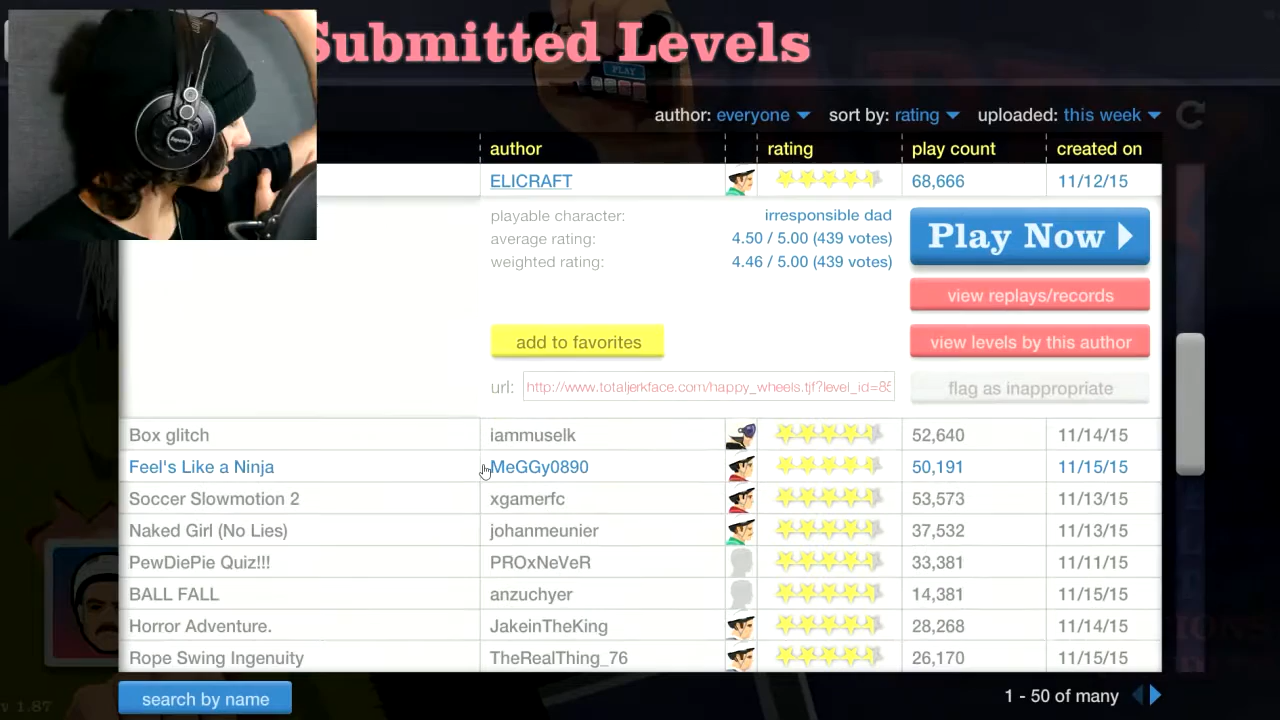 Submitted Levels
PLAY
author: everyone sort by: rating uploaded: this week
author rating play count created on
ELICRAFT 68,666 11/12/15
playable character: irresponsible dad
average rating: 4.50 / 5.00 (439 votes)
weighted rating: 4.46 / 5.00 (439 votes)
Play Now
view replays/records
add to favorites
view levels by this author
url: http://www.totaljerkface.com/happy_wheels.tjf?level_id=8
flag as inappropriate
Box glitch iammuselk 52,640 11/14/15
Feel's Like a Ninja MeGGy0890 50,191 11/15/15
Soccer Slowmotion 2 xgamerfc 53,573 11/13/15
Naked Girl (No Lies) johanmeunier 37,532 11/13/15
PewDiePie Quiz!!! PROxNeVeR 33,381 11/11/15
BALL FALL anzuchyer 14,381 11/15/15
Horror Adventure. JakeinTheKing 28,268 11/14/15
Rope Swing Ingenuity TheRealThing_76 26,170 11/15/15
search by name
1 - 50 of many
v 1.87